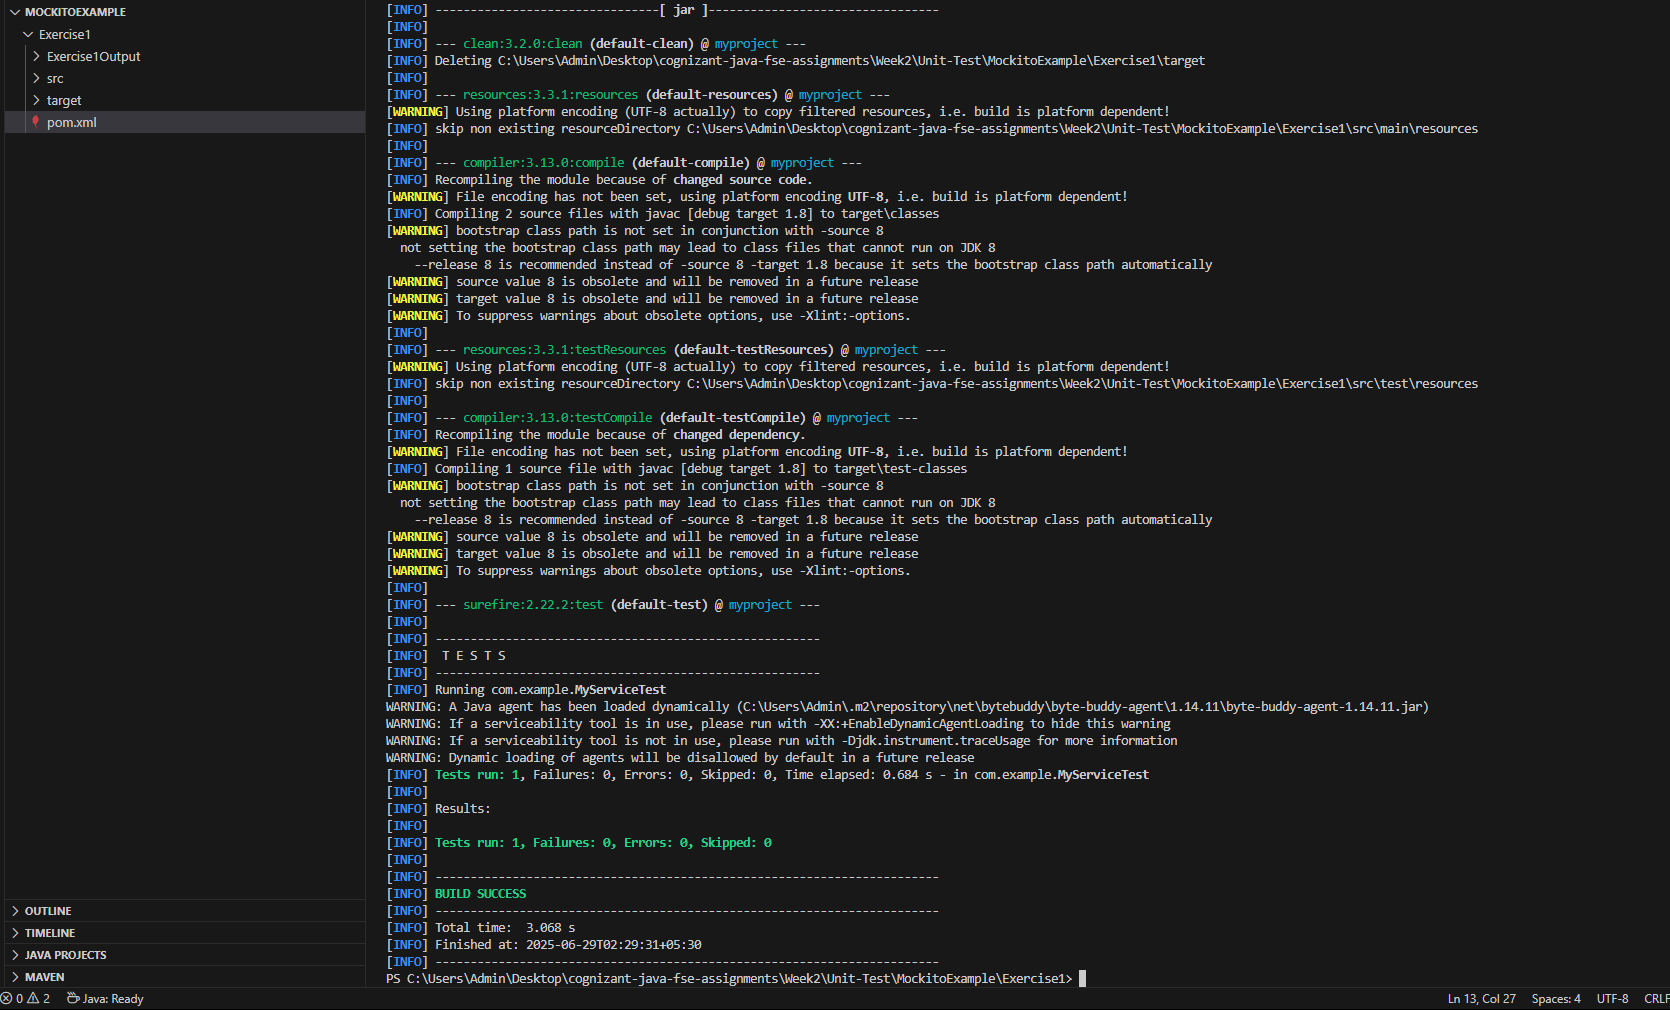 MOCKITOEXAMPLE
Exercise1
Exercise1Output
src
target
pom.xml
OUTLINE
TIMELINE
JAVA PROJECTS
MAVEN
[INFO] --------------------------------[ jar ]---------------------------------
[INFO]
[INFO] --- clean:3.2.0:clean (default-clean) @ myproject ---
[INFO] Deleting C:\Users\Admin\Desktop\cognizant-java-fse-assignments\Week2\Unit-Test\MockitoExample\Exercise1\target
[INFO]
[INFO] --- resources:3.3.1:resources (default-resources) @ myproject ---
[WARNING] Using platform encoding (UTF-8 actually) to copy filtered resources, i.e. build is platform dependent!
[INFO] skip non existing resourceDirectory C:\Users\Admin\Desktop\cognizant-java-fse-assignments\Week2\Unit-Test\MockitoExample\Exercise1\src\main\resources
[INFO]
[INFO] --- compiler:3.13.0:compile (default-compile) @ myproject ---
[INFO] Recompiling the module because of changed source code.
[WARNING] File encoding has not been set, using platform encoding UTF-8, i.e. build is platform dependent!
[INFO] Compiling 2 source files with javac [debug target 1.8] to target\classes
[WARNING] bootstrap class path is not set in conjunction with -source 8
not setting the bootstrap class path may lead to class files that cannot run on JDK 8
--release 8 is recommended instead of -source 8 -target 1.8 because it sets the bootstrap class path automatically
[WARNING] source value 8 is obsolete and will be removed in a future release
[WARNING] target value 8 is obsolete and will be removed in a future release
[WARNING] To suppress warnings about obsolete options, use -Xlint:-options.
[INFO]
[INFO] --- resources:3.3.1:testResources (default-testResources) @ myproject ---
[WARNING] Using platform encoding (UTF-8 actually) to copy filtered resources, i.e. build is platform dependent!
[INFO] skip non existing resourceDirectory C:\Users\Admin\Desktop\cognizant-java-fse-assignments\Week2\Unit-Test\MockitoExample\Exercise1\src\test\resources
[INFO]
[INFO] --- compiler:3.13.0:testCompile (default-testCompile) @ myproject ---
[INFO] Recompiling the module because of changed dependency.
[WARNING] File encoding has not been set, using platform encoding UTF-8, i.e. build is platform dependent!
[INFO] Compiling 1 source file with javac [debug target 1.8] to target\test-classes
[WARNING] bootstrap class path is not set in conjunction with -source 8
not setting the bootstrap class path may lead to class files that cannot run on JDK 8
--release 8 is recommended instead of -source 8 -target 1.8 because it sets the bootstrap class path automatically
[WARNING] source value 8 is obsolete and will be removed in a future release
[WARNING] target value 8 is obsolete and will be removed in a future release
[WARNING] To suppress warnings about obsolete options, use -Xlint:-options.
[INFO]
[INFO] --- surefire:2.22.2:test (default-test) @ myproject ---
[INFO]
[INFO] -------------------------------------------------------
[INFO]  T E S T S
[INFO] -------------------------------------------------------
[INFO] Running com.example.MyServiceTest
WARNING: A Java agent has been loaded dynamically (C:\Users\Admin\.m2\repository\net\bytebuddy\byte-buddy-agent\1.14.11\byte-buddy-agent-1.14.11.jar)
WARNING: If a serviceability tool is in use, please run with -XX:+EnableDynamicAgentLoading to hide this warning
WARNING: If a serviceability tool is not in use, please run with -Djdk.instrument.traceUsage for more information
WARNING: Dynamic loading of agents will be disallowed by default in a future release
[INFO] Tests run: 1, Failures: 0, Errors: 0, Skipped: 0, Time elapsed: 0.684 s - in com.example.MyServiceTest
[INFO]
[INFO] Results:
[INFO]
[INFO] Tests run: 1, Failures: 0, Errors: 0, Skipped: 0
[INFO]
[INFO] ------------------------------------------------------------------------
[INFO] BUILD SUCCESS
[INFO] ------------------------------------------------------------------------
[INFO] Total time:  3.068 s
[INFO] Finished at: 2025-06-29T02:29:31+05:30
[INFO] ------------------------------------------------------------------------
PS C:\Users\Admin\Desktop\cognizant-java-fse-assignments\Week2\Unit-Test\MockitoExample\Exercise1>
0 2 Java: Ready Ln 13, Col 27 Spaces: 4 UTF-8 CRLF